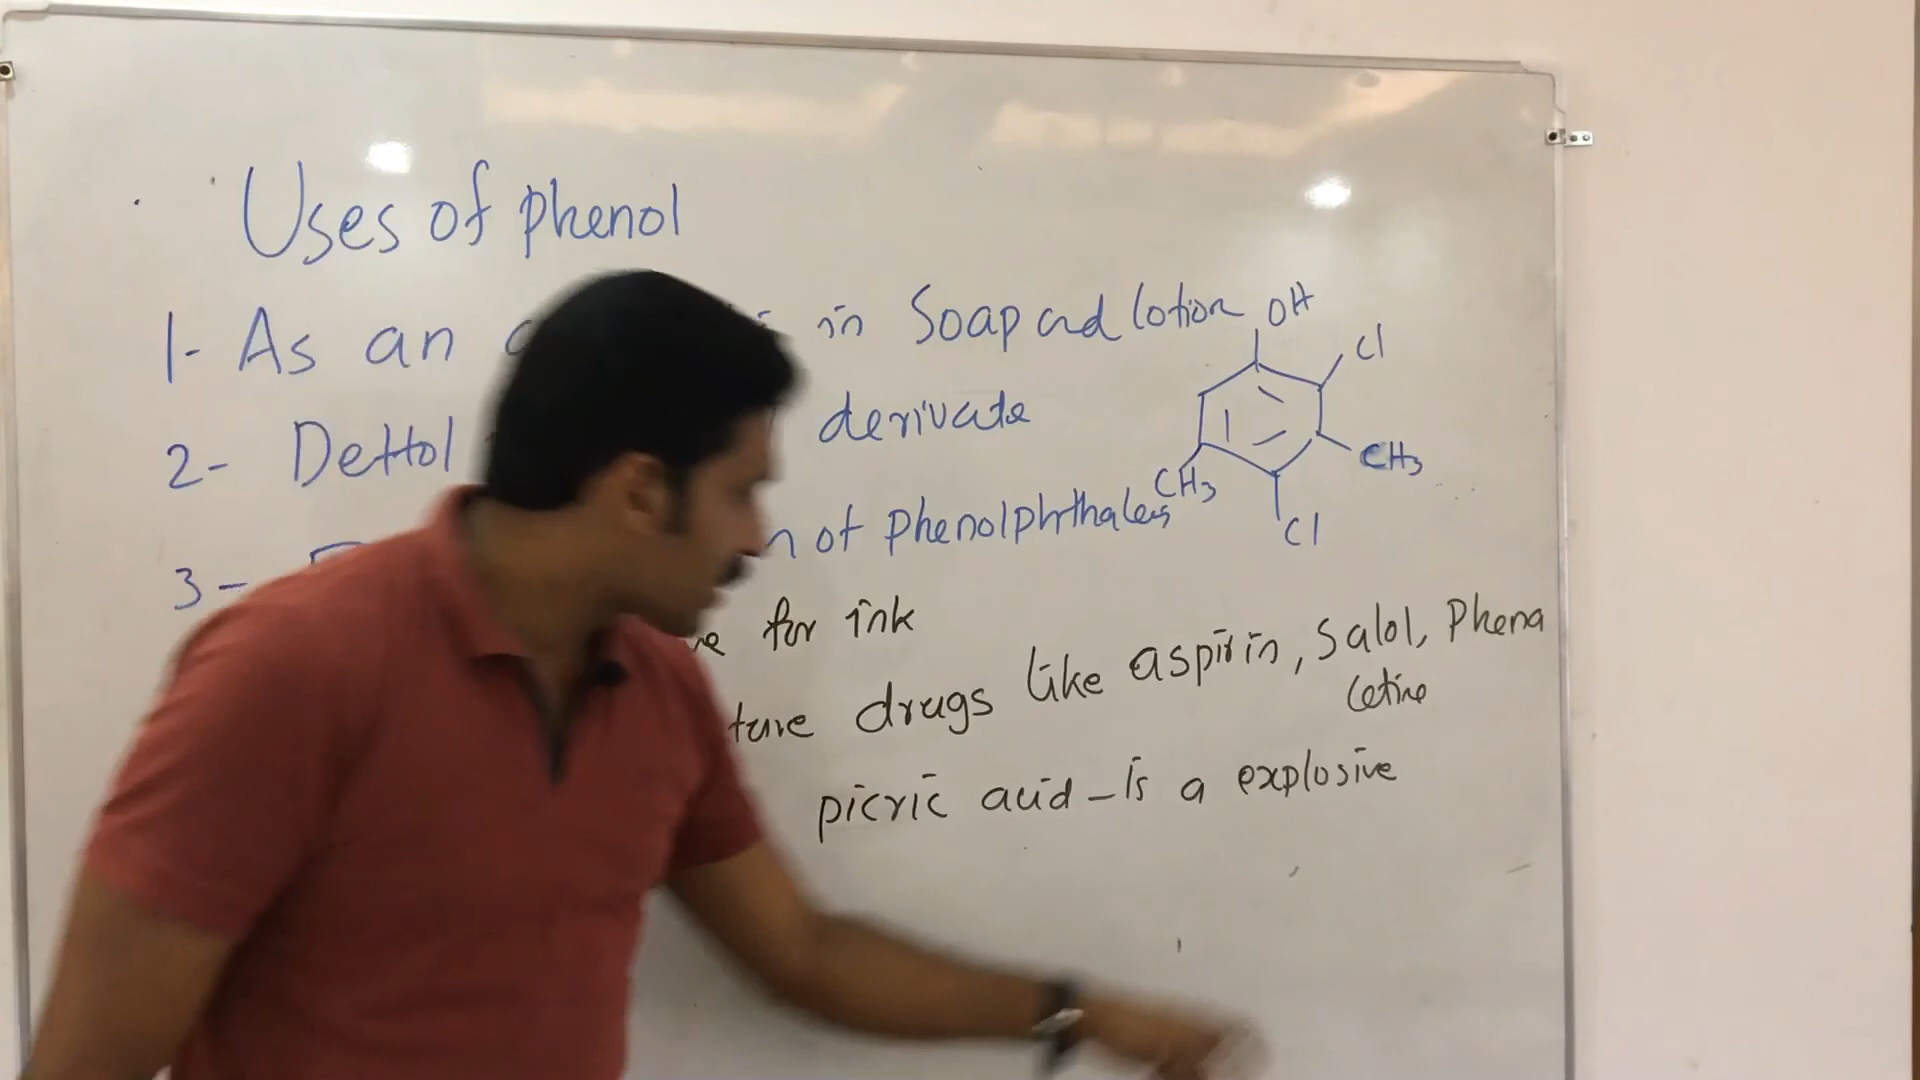 Uses of phenol
1- As an in Soap and lotion
OH
Cl
2- Dettol derivate
CH3
CH3
Cl
3- of phenolphthalein
for ink
drugs like aspirin, Salol, Phena
cetine
picric acid - is a explosive